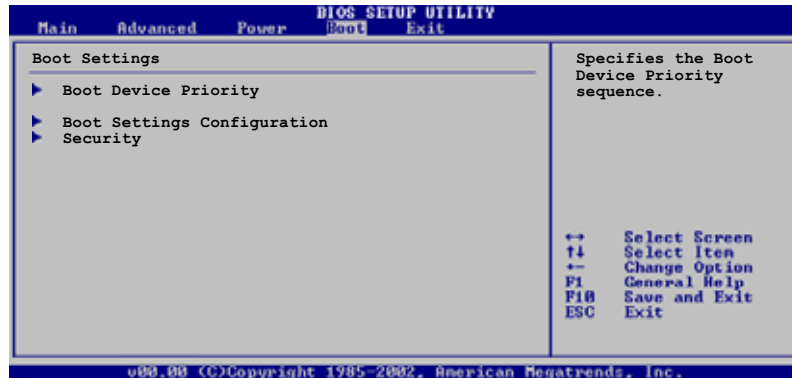 BIOS SETUP UTILITY
Main Advanced Power Boot Exit
Boot Settings
Boot Device Priority
Boot Settings Configuration
Security
Specifies the Boot
Device Priority
sequence.
↔ Select Screen
↑↓ Select Item
+- Change Option
F1 General Help
F10 Save and Exit
ESC Exit
v00.00 (C)Copyright 1985-2002, American Megatrends, Inc.